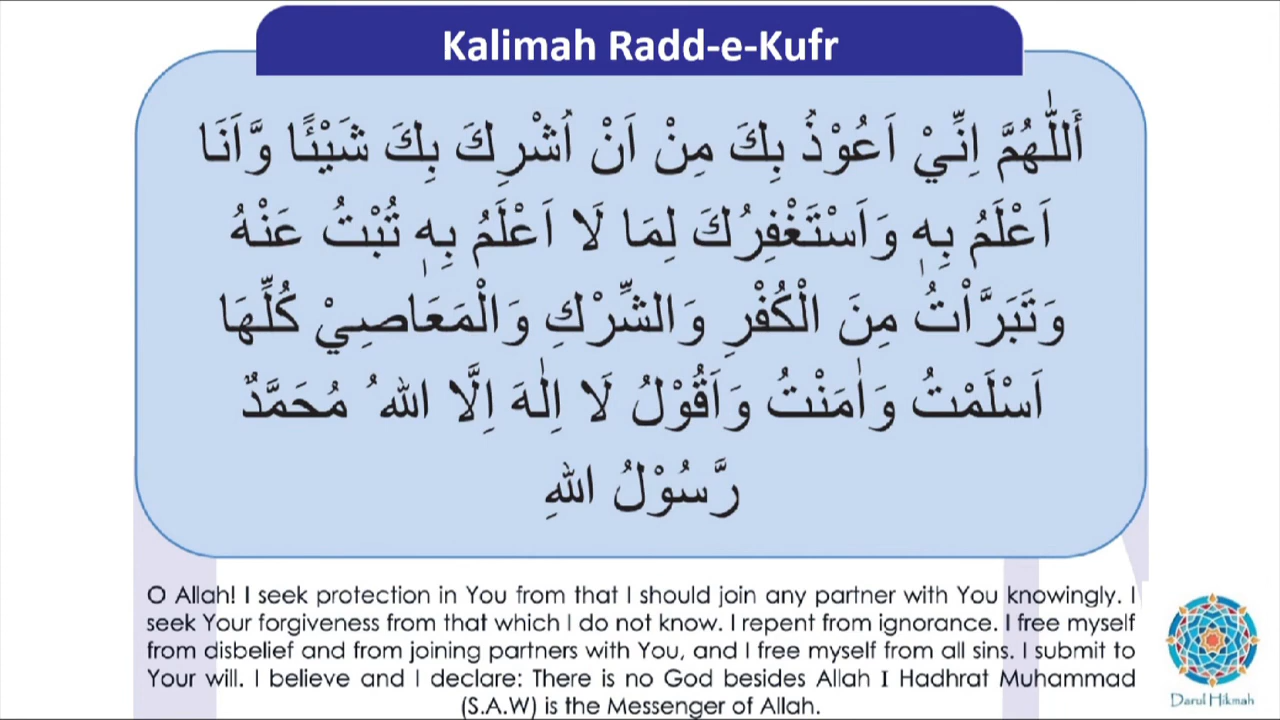 Kalimah Radd-e-Kufr
أَللّٰهُمَّ اِنِّيْ اَعُوْذُ بِكَ مِنْ اَنْ اُشْرِكَ بِكَ شَيْئًا وَّاَنَا
اَعْلَمُ بِهٖ وَاَسْتَغْفِرُكَ لِمَا لَا اَعْلَمُ بِهٖ تُبْتُ عَنْهُ
وَتَبَرَّاْتُ مِنَ الْكُفْرِ وَالشِّرْكِ وَالْمَعَاصِيْ كُلِّهَا
اَسْلَمْتُ وَاٰمَنْتُ وَاَقُوْلُ لَا اِلٰهَ اِلَّا اللهُ مُحَمَّدٌ
رَّسُوْلُ اللهِ
O Allah! I seek protection in You from that I should join any partner with You knowingly. I
seek Your forgiveness from that which I do not know. I repent from ignorance. I free myself
from disbelief and from joining partners with You, and I free myself from all sins. I submit to
Your will. I believe and I declare: There is no God besides Allah I Hadhrat Muhammad
(S.A.W) is the Messenger of Allah.
Darul Hikmah